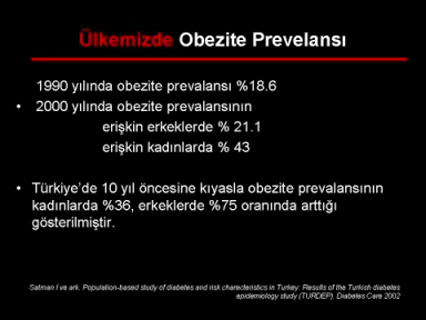 Ülkemizde Obezite Prevelansı
1990 yılında obezite prevalansı %18.6
• 2000 yılında obezite prevalansının
erişkin erkeklerde % 21.1
erişkin kadınlarda % 43
• Türkiye’de 10 yıl öncesine kıyasla obezite prevalansının
kadınlarda %36, erkeklerde %75 oranında arttığı
gösterilmiştir.
Satman I ve ark. Population-based study of diabetes and risk charecteristics in Turkey: Results of the Turkish diabetes
epidemiology study (TURDEP). Diabetes Care 2002